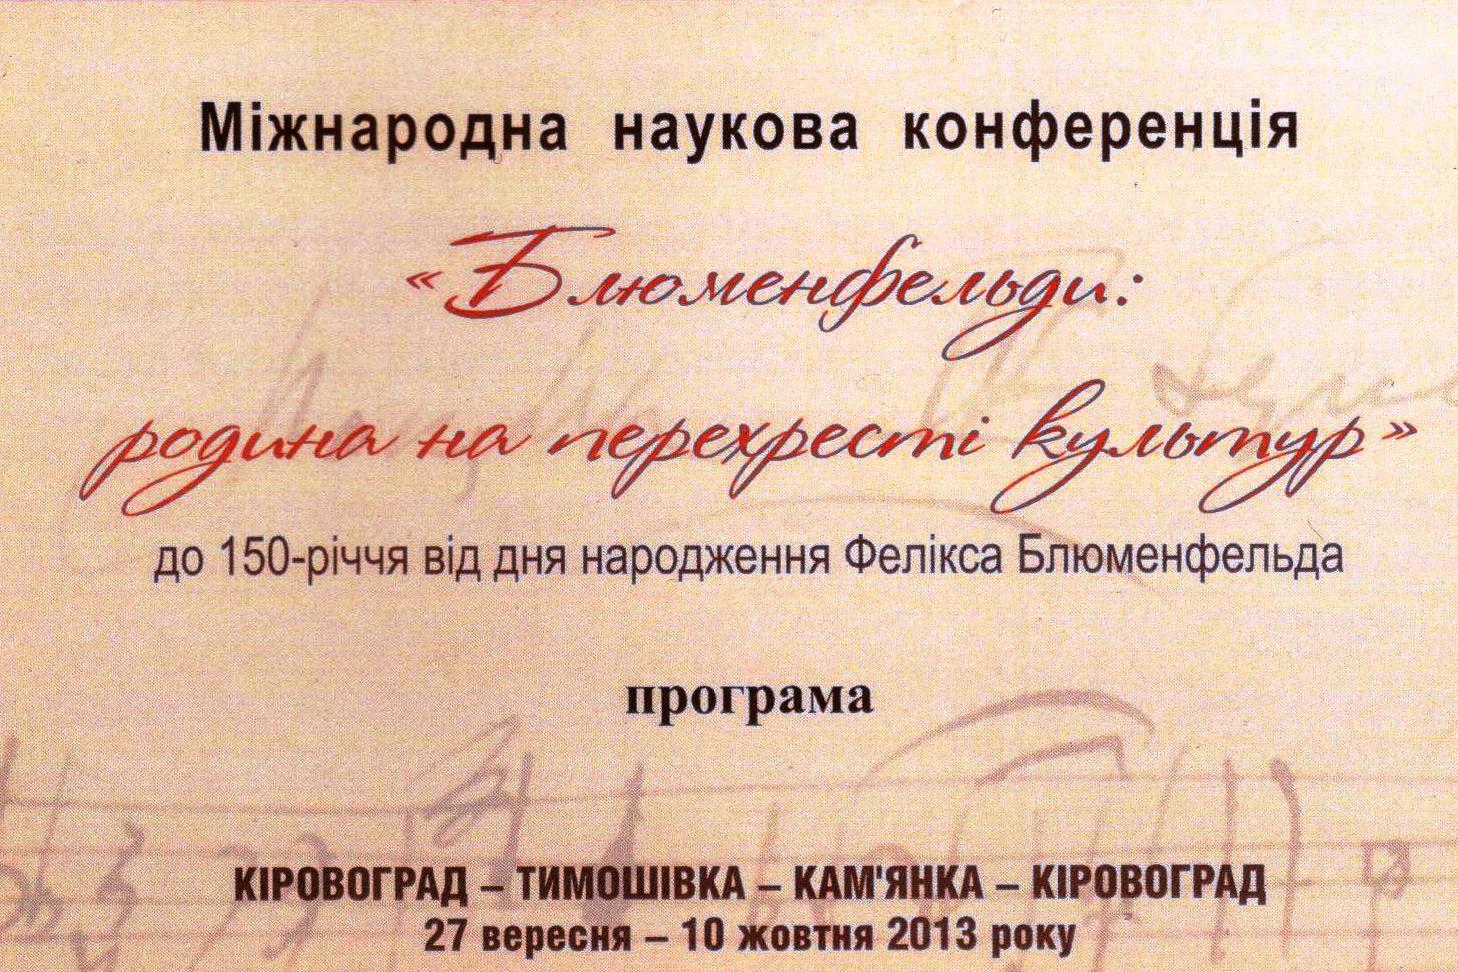 Міжнародна наукова конференція
«Блюменфельди:
родина на перехресті культур»
до 150-річчя від дня народження Фелікса Блюменфельда
програма
КІРОВОГРАД – ТИМОШІВКА – КАМ'ЯНКА – КІРОВОГРАД
27 вересня – 10 жовтня 2013 року